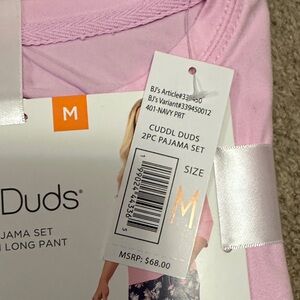 BJ's Article#339450
BJ's Variant#339450012
401-NAVY PRT
CUDDL DUDS
2PC PAJAMA SET
SIZE
M
MSRP: $68.00
M
Duds®
JAMA SET
LONG PANT